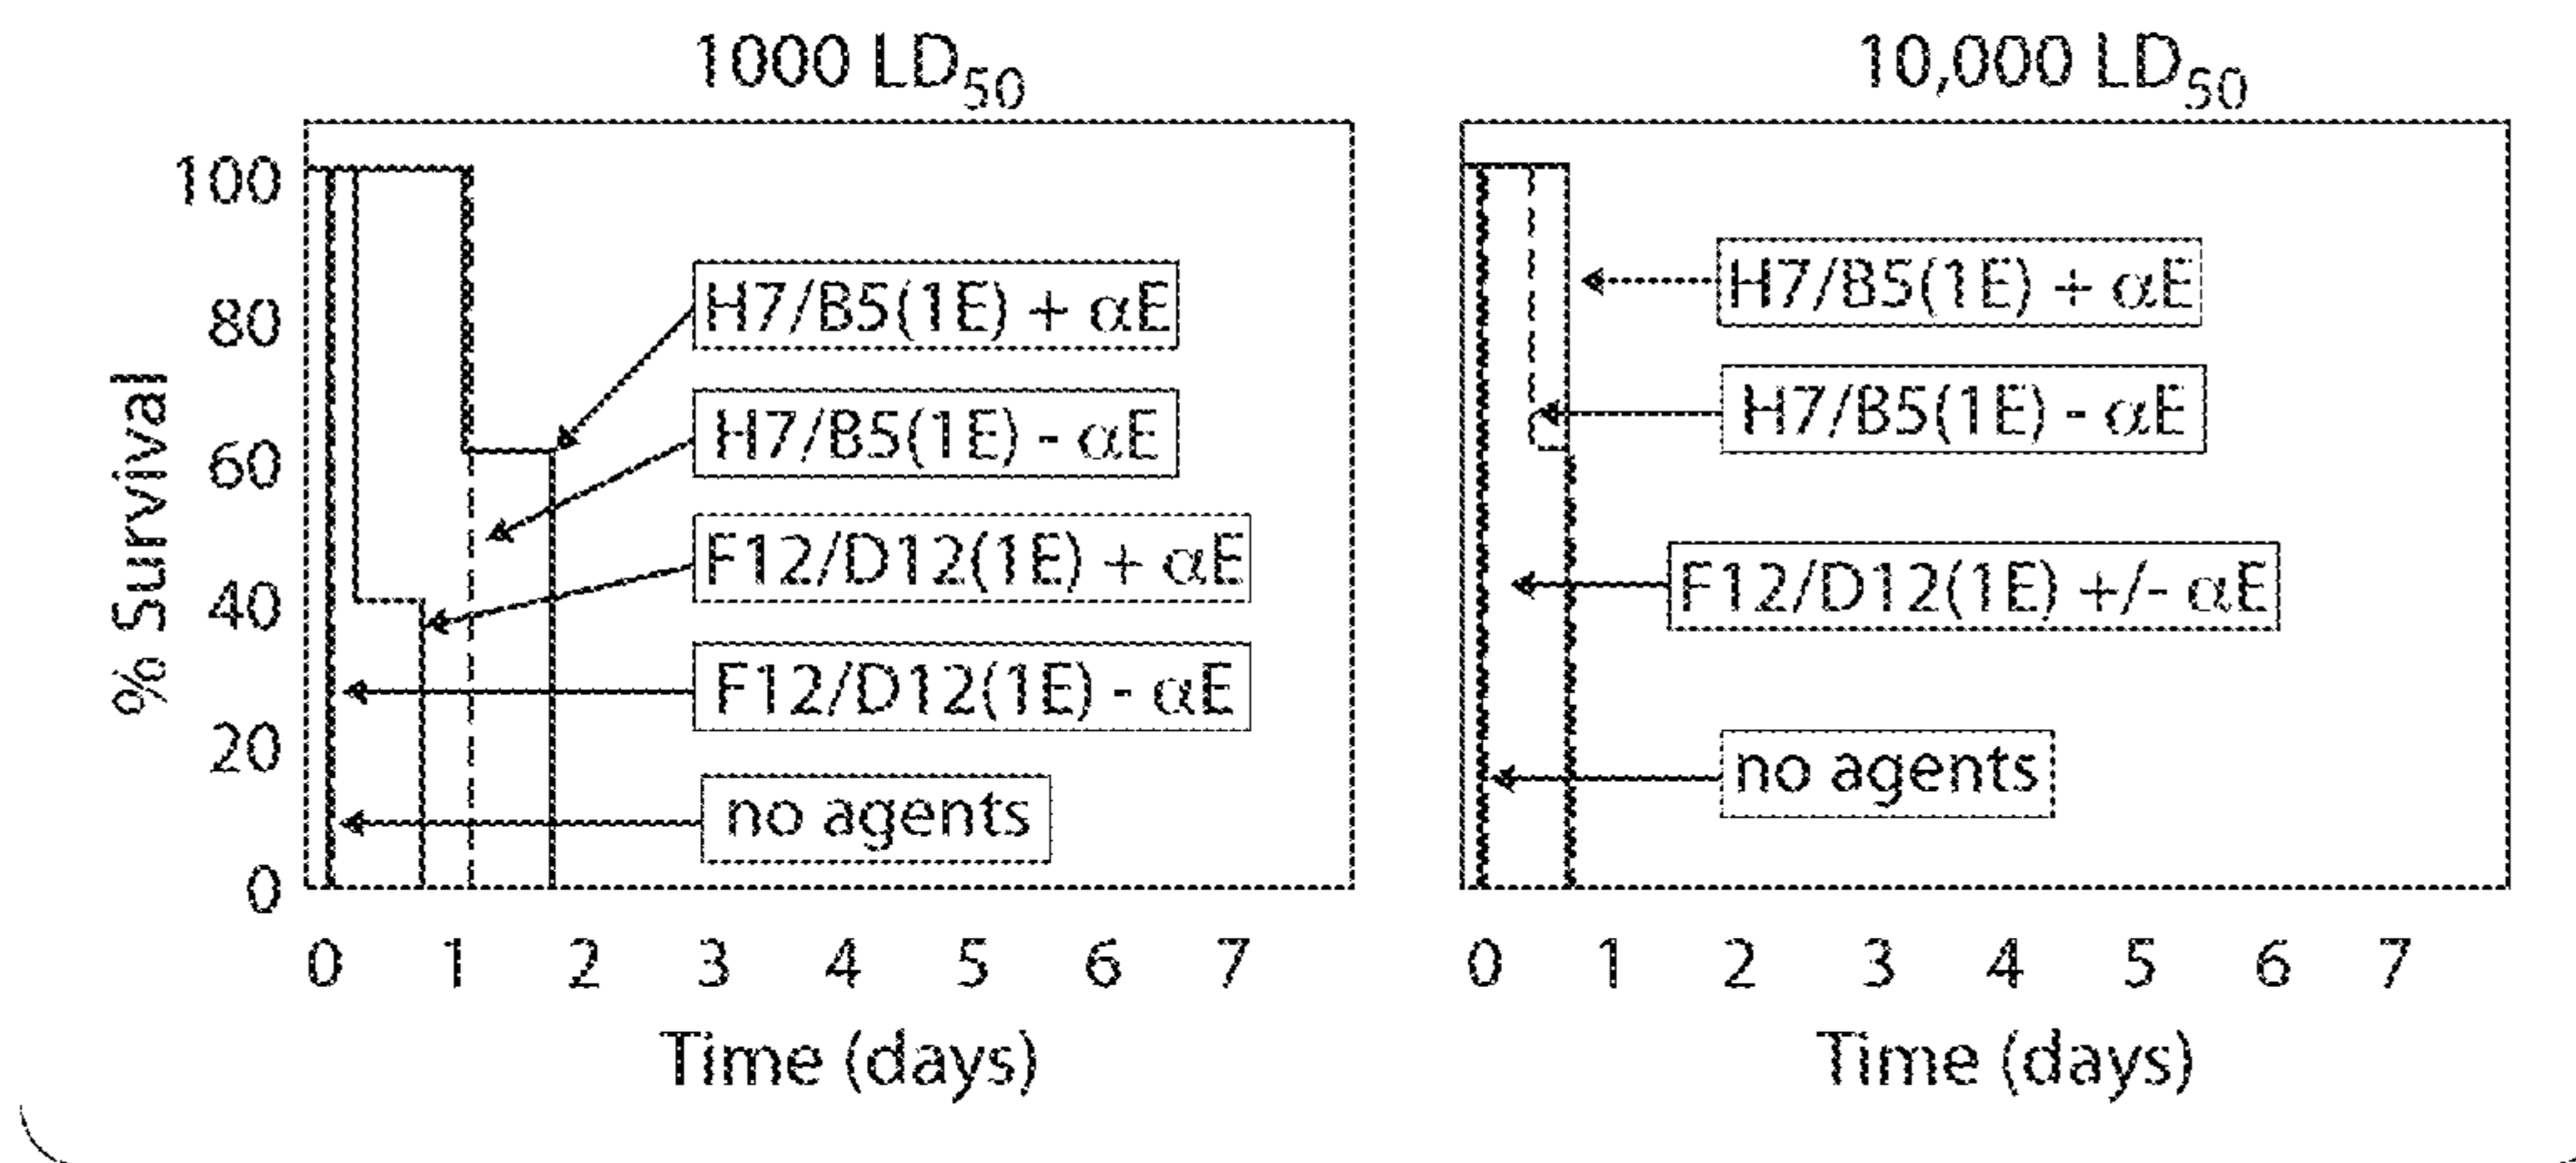 1000 LD50
100
80
60
40
20
0
% Survival
H7/B5(1E) + αE
H7/B5(1E) - αE
F12/D12(1E) + αE
F12/D12(1E) - αE
no agents
0 1 2 3 4 5 6 7
Time (days)
10,000 LD50
H7/B5(1E) + αE
H7/B5(1E) - αE
F12/D12(1E) +/- αE
no agents
0 1 2 3 4 5 6 7
Time (days)